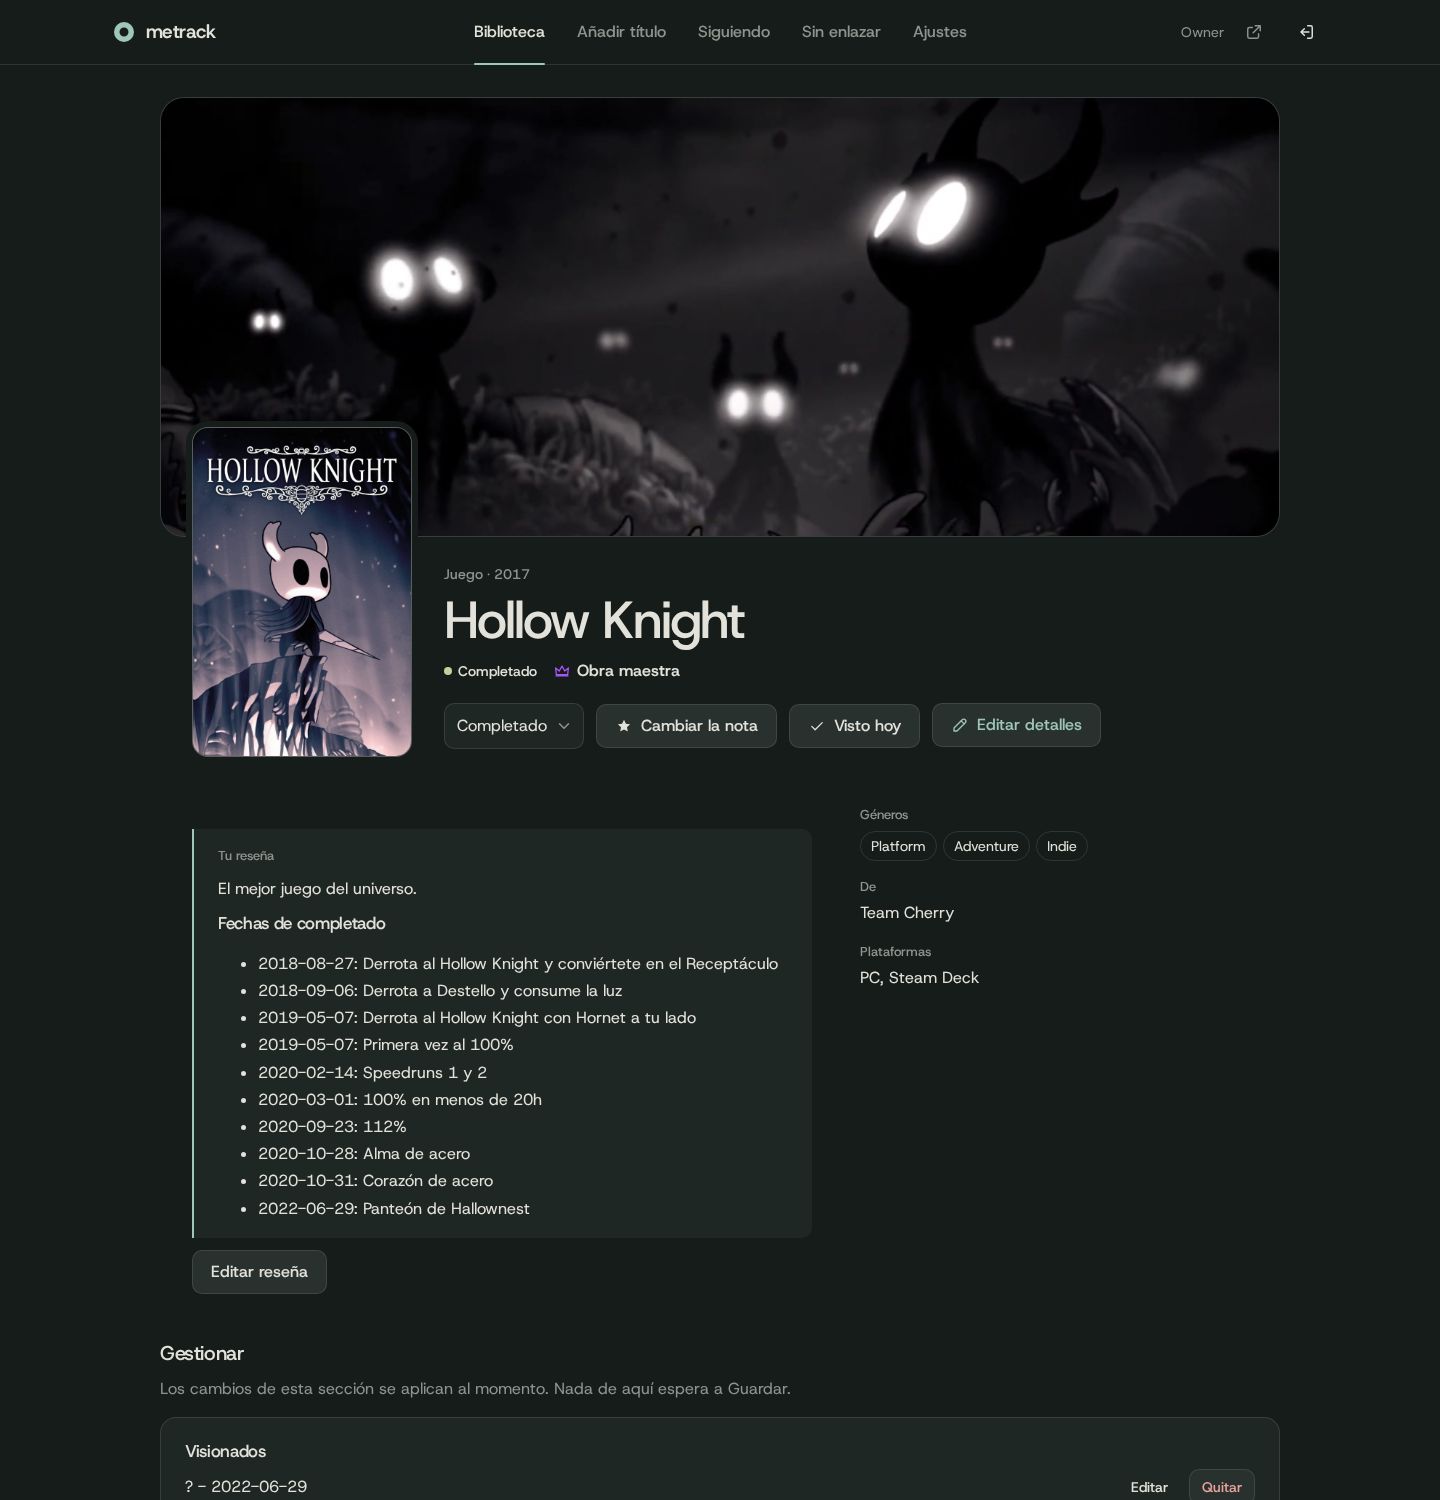 metrack
Biblioteca
Añadir título
Siguiendo
Sin enlazar
Ajustes
Owner
HOLLOW KNIGHT
Juego · 2017
Hollow Knight
Completado
Obra maestra
Completado
Cambiar la nota
Visto hoy
Editar detalles
Tu reseña
El mejor juego del universo.
Fechas de completado
2018-08-27: Derrota al Hollow Knight y conviértete en el Receptáculo
2018-09-06: Derrota a Destello y consume la luz
2019-05-07: Derrota al Hollow Knight con Hornet a tu lado
2019-05-07: Primera vez al 100%
2020-02-14: Speedruns 1 y 2
2020-03-01: 100% en menos de 20h
2020-09-23: 112%
2020-10-28: Alma de acero
2020-10-31: Corazón de acero
2022-06-29: Panteón de Hallownest
Editar reseña
Géneros
Platform
Adventure
Indie
De
Team Cherry
Plataformas
PC, Steam Deck
Gestionar
Los cambios de esta sección se aplican al momento. Nada de aquí espera a Guardar.
Visionados
? - 2022-06-29
Editar
Quitar